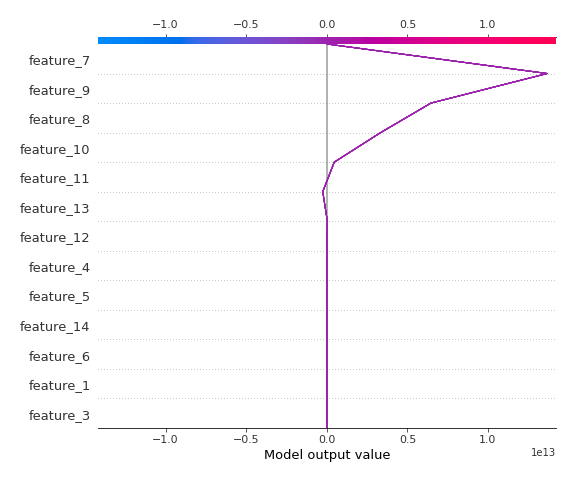 −1.0 −0.5 0.0 0.5 1.0
feature_7
feature_9
feature_8
feature_10
feature_11
feature_13
feature_12
feature_4
feature_5
feature_14
feature_6
feature_1
feature_3
−1.0 −0.5 0.0 0.5 1.0
Model output value 1e13